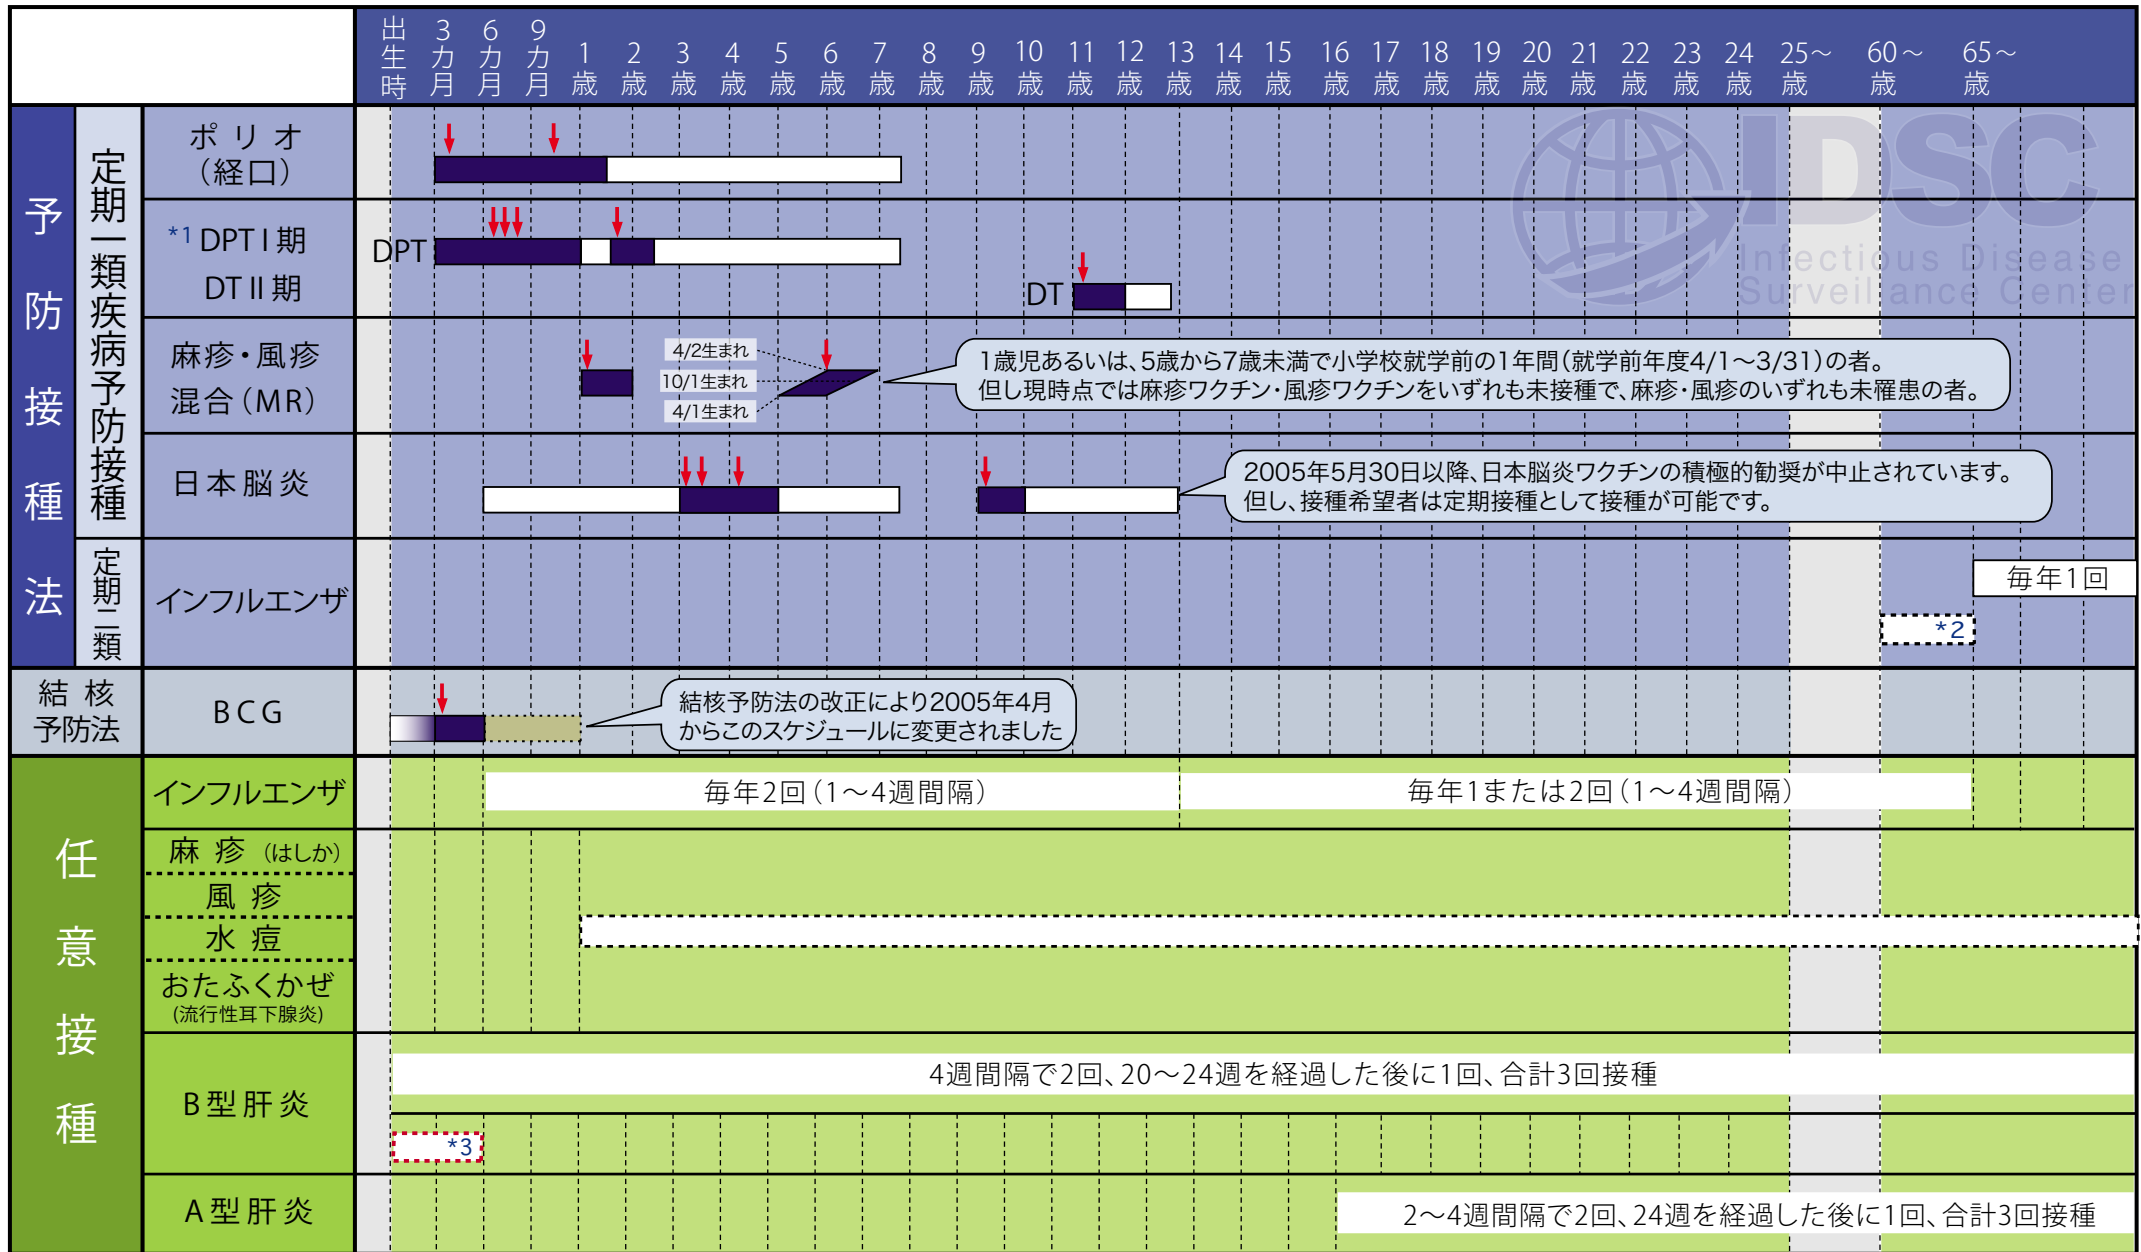 出生時 3カ月 6カ月 9カ月 1歳 2歳 3歳 4歳 5歳 6歳 7歳 8歳 9歳 10歳 11歳 12歳 13歳 14歳 15歳 16歳 17歳 18歳 19歳 20歳 21歳 22歳 23歳 24歳 25〜歳 60〜歳 65〜歳
予防接種法
定期一類疾病予防接種
ポリオ
（経口）
IDSC
Infectious Disease
Surveillance Center
*1 DPT I 期
DT II 期
DPT
DT
麻疹・風疹
混合（MR）
4/2生まれ
10/1生まれ
4/1生まれ
1歳児あるいは、5歳から7歳未満で小学校就学前の1年間（就学前年度4/1〜3/31）の者。
但し現時点では麻疹ワクチン・風疹ワクチンをいずれも未接種で、麻疹・風疹のいずれも未罹患の者。
日本脳炎
2005年5月30日以降、日本脳炎ワクチンの積極的勧奨が中止されています。
但し、接種希望者は定期接種として接種が可能です。
定期二類
インフルエンザ
毎年1回
*2
結核
予防法
BCG
結核予防法の改正により2005年4月
からこのスケジュールに変更されました
任意接種
インフルエンザ
毎年2回（1〜4週間隔）
毎年1または2回（1〜4週間隔）
麻疹（はしか）
風疹
水痘
おたふくかぜ
(流行性耳下腺炎)
B型肝炎
4週間隔で2回、20〜24週を経過した後に1回、合計3回接種
*3
A型肝炎
2〜4週間隔で2回、24週を経過した後に1回、合計3回接種